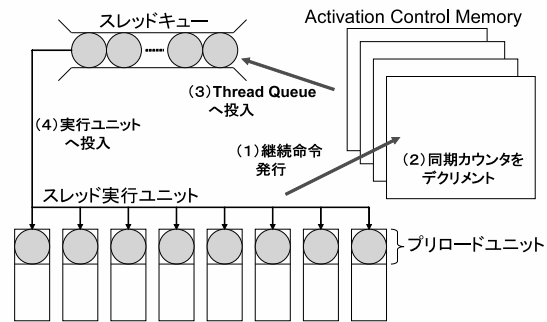 スレッドキュー
Activation Control Memory
（3）Thread Queue
へ投入
（4）実行ユニット
へ投入
（1）継続命令
発行
（2）同期カウンタを
デクリメント
スレッド実行ユニット
プリロードユニット